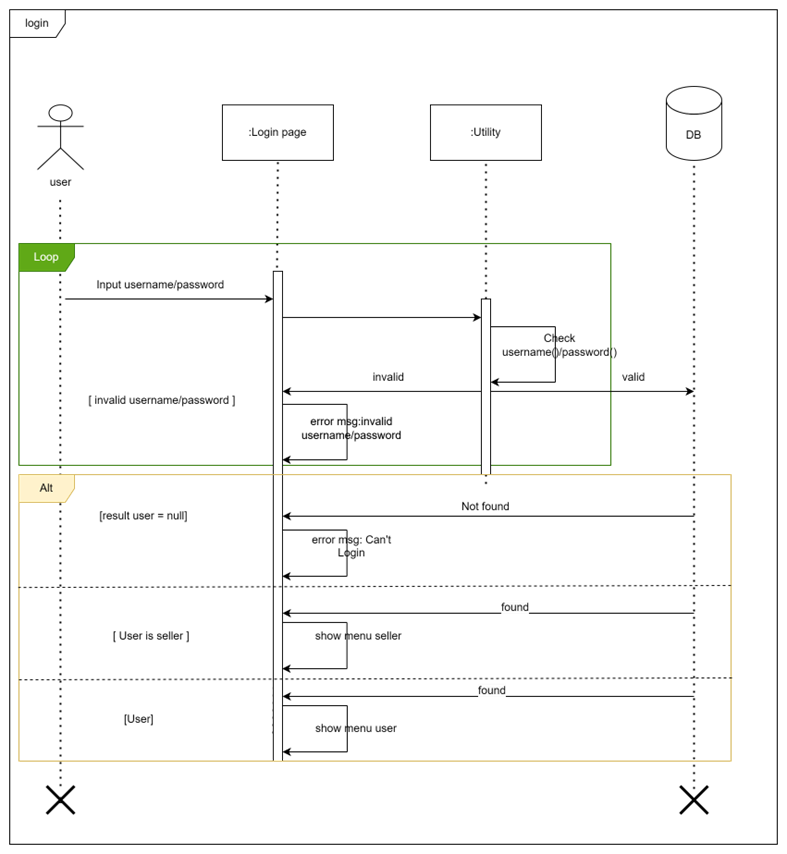 login
:Login page
:Utility
DB
user
Loop
Input username/password
Check
username()/password()
invalid
valid
[ invalid username/password ]
error msg:invalid
username/password
Alt
Not found
[result user = null]
error msg: Can't
Login
found
[ User is seller ]
show menu seller
found
[User]
show menu user